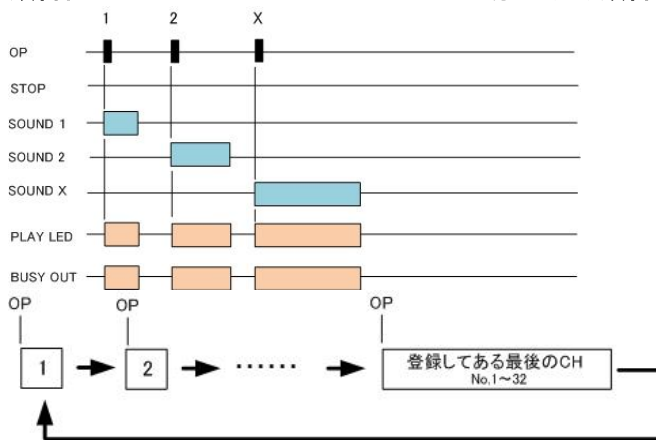 1 2 X
OP
STOP
SOUND 1
SOUND 2
SOUND X
PLAY LED
BUSY OUT
OP OP OP
1 2 ...... 登録してある最後のCH
No.1～32